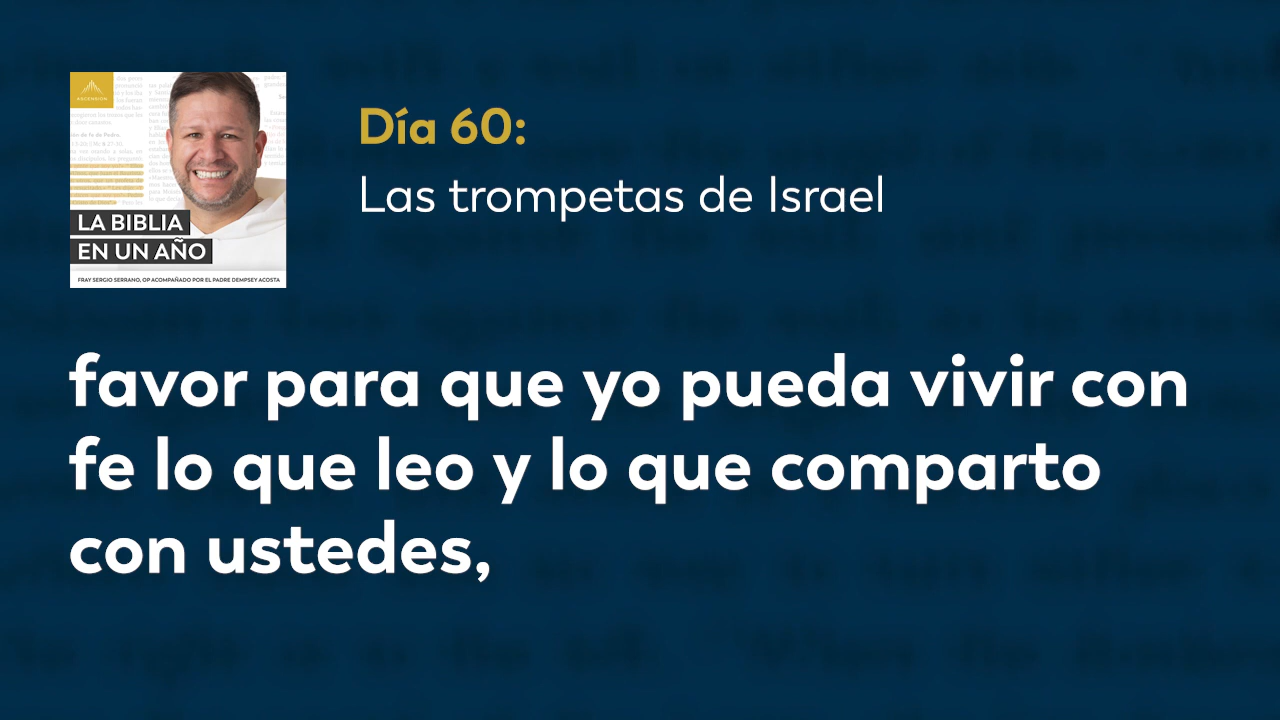 ASCENSION
LA BIBLIA
EN UN AÑO
FRAY SERGIO SERRANO, OP ACOMPAÑADO POR EL PADRE DEMPSEY ACOSTA
Día 60:
Las trompetas de Israel
favor para que yo pueda vivir con
fe lo que leo y lo que comparto
con ustedes,